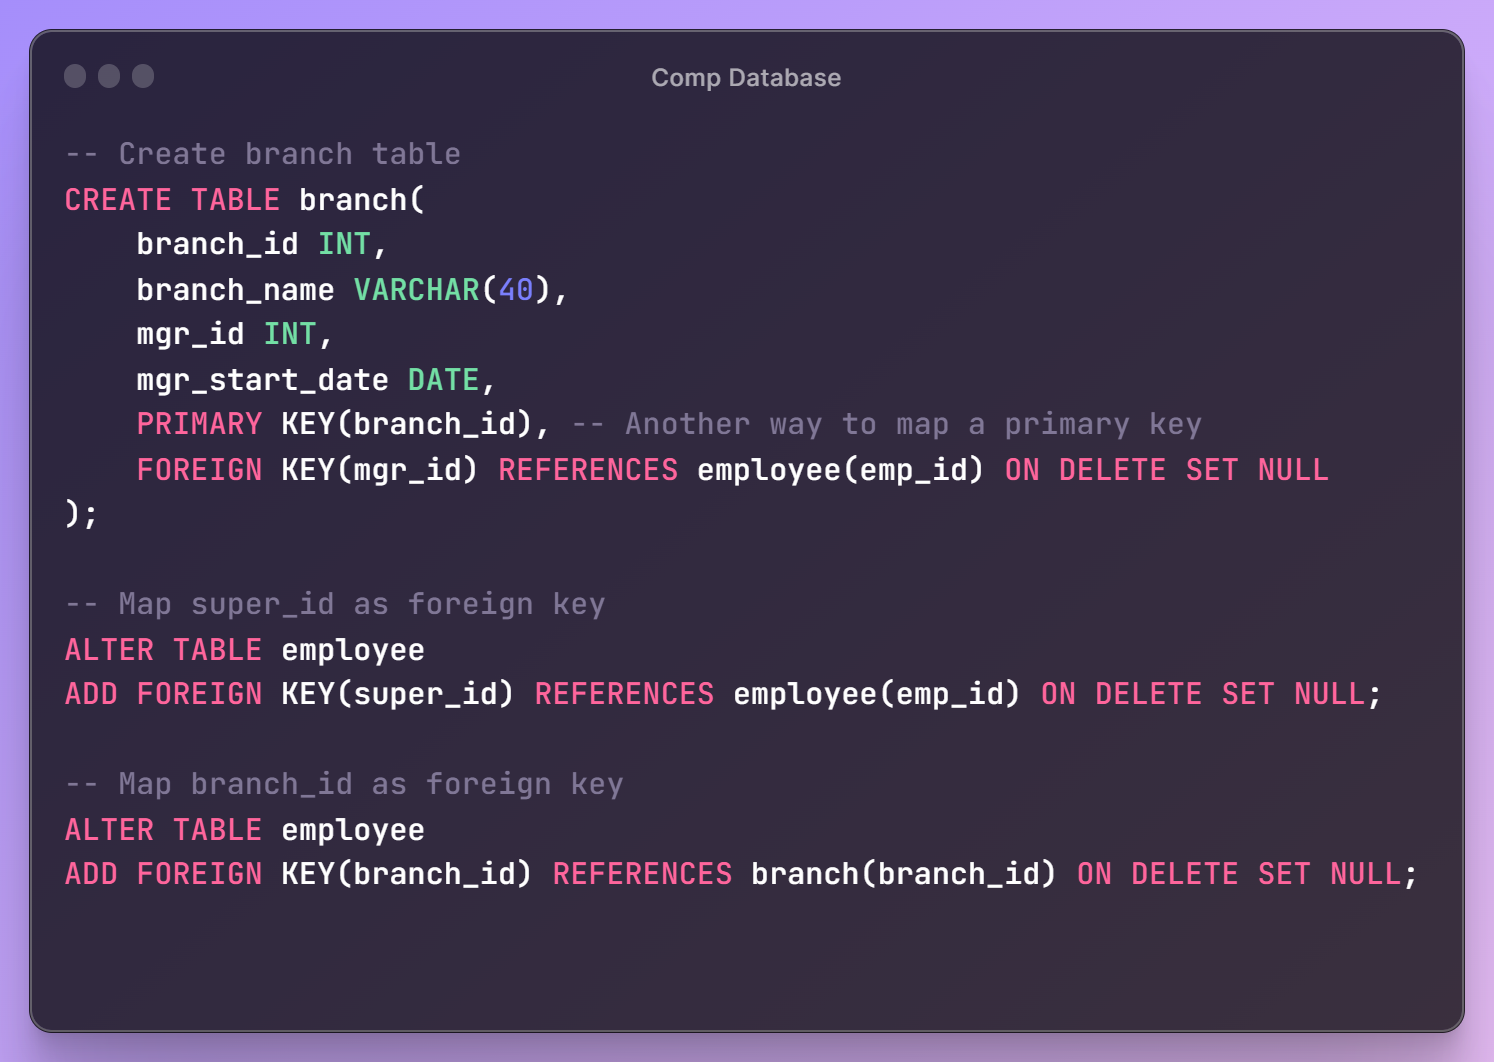 Comp Database
-- Create branch table
CREATE TABLE branch(
    branch_id INT,
    branch_name VARCHAR(40),
    mgr_id INT,
    mgr_start_date DATE,
    PRIMARY KEY(branch_id), -- Another way to map a primary key
    FOREIGN KEY(mgr_id) REFERENCES employee(emp_id) ON DELETE SET NULL
);
-- Map super_id as foreign key
ALTER TABLE employee
ADD FOREIGN KEY(super_id) REFERENCES employee(emp_id) ON DELETE SET NULL;
-- Map branch_id as foreign key
ALTER TABLE employee
ADD FOREIGN KEY(branch_id) REFERENCES branch(branch_id) ON DELETE SET NULL;